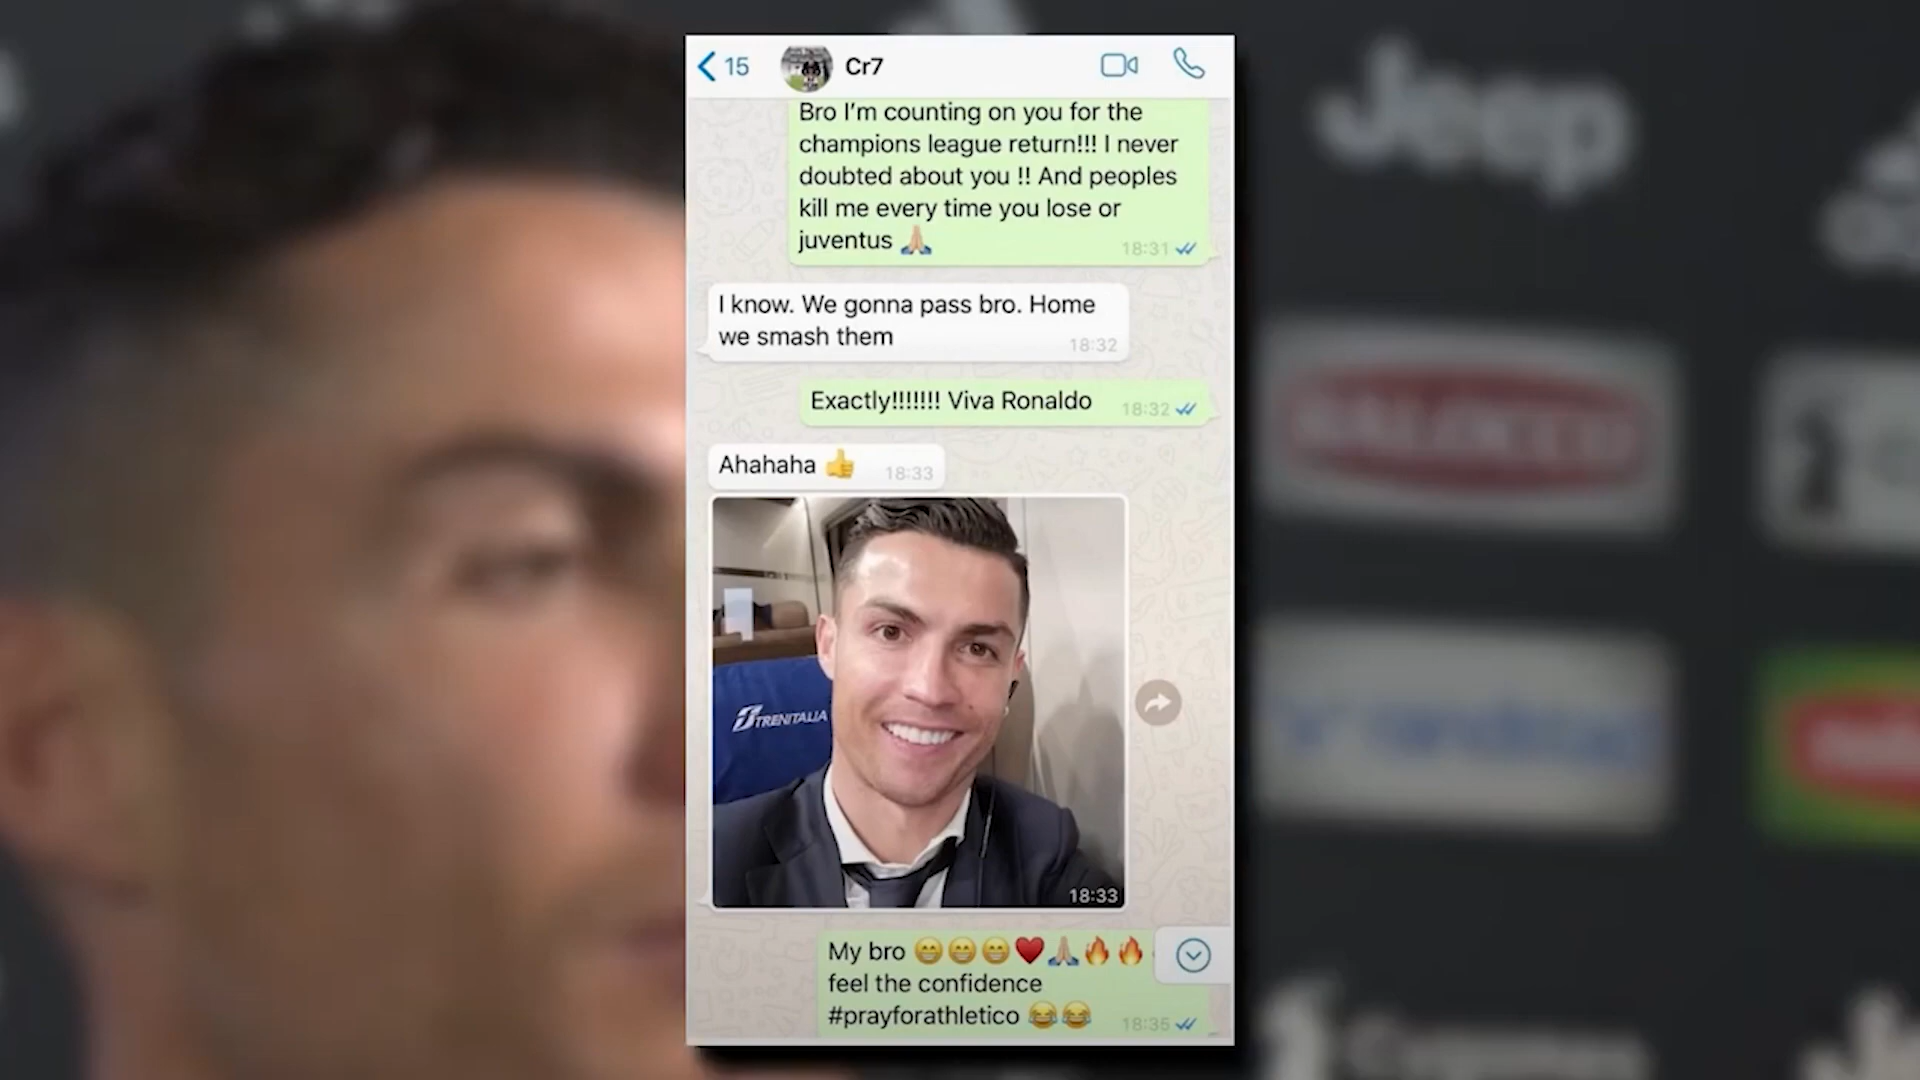 15
Cr7
Bro I’m counting on you for the
champions league return!!! I never
doubted about you !! And peoples
kill me every time you lose or
juventus 🙏🏼
18:31
I know. We gonna pass bro. Home
we smash them
18:32
Exactly!!!!!!! Viva Ronaldo
18:32
Ahahaha 👍
18:33
TRENITALIA
18:33
My bro 😁😁😁❤️🙏🏼🔥🔥
feel the confidence
#prayforathletico 😂😂
18:35
Jeep